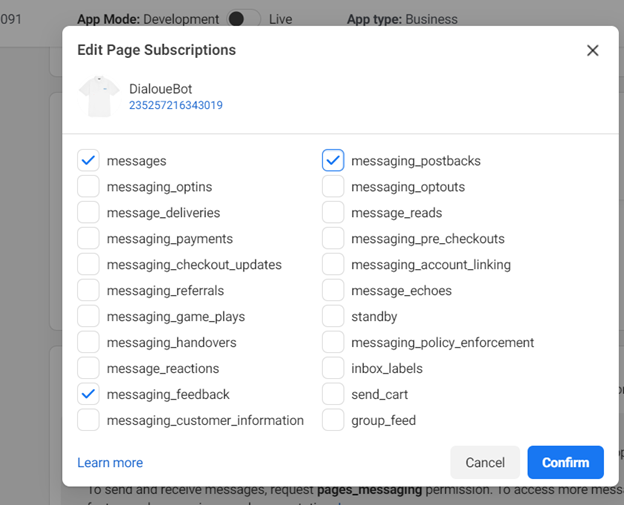 091 App Mode: Development Live App type: Business
Edit Page Subscriptions
DialoueBot
235257216343019
messages messaging_postbacks
messaging_optins messaging_optouts
message_deliveries message_reads
messaging_payments messaging_pre_checkouts
messaging_checkout_updates messaging_account_linking
messaging_referrals message_echoes
messaging_game_plays standby
messaging_handovers messaging_policy_enforcement
message_reactions inbox_labels
messaging_feedback send_cart
messaging_customer_information group_feed
Learn more Cancel Confirm
To send and receive messages, request pages_messaging permission. To access more